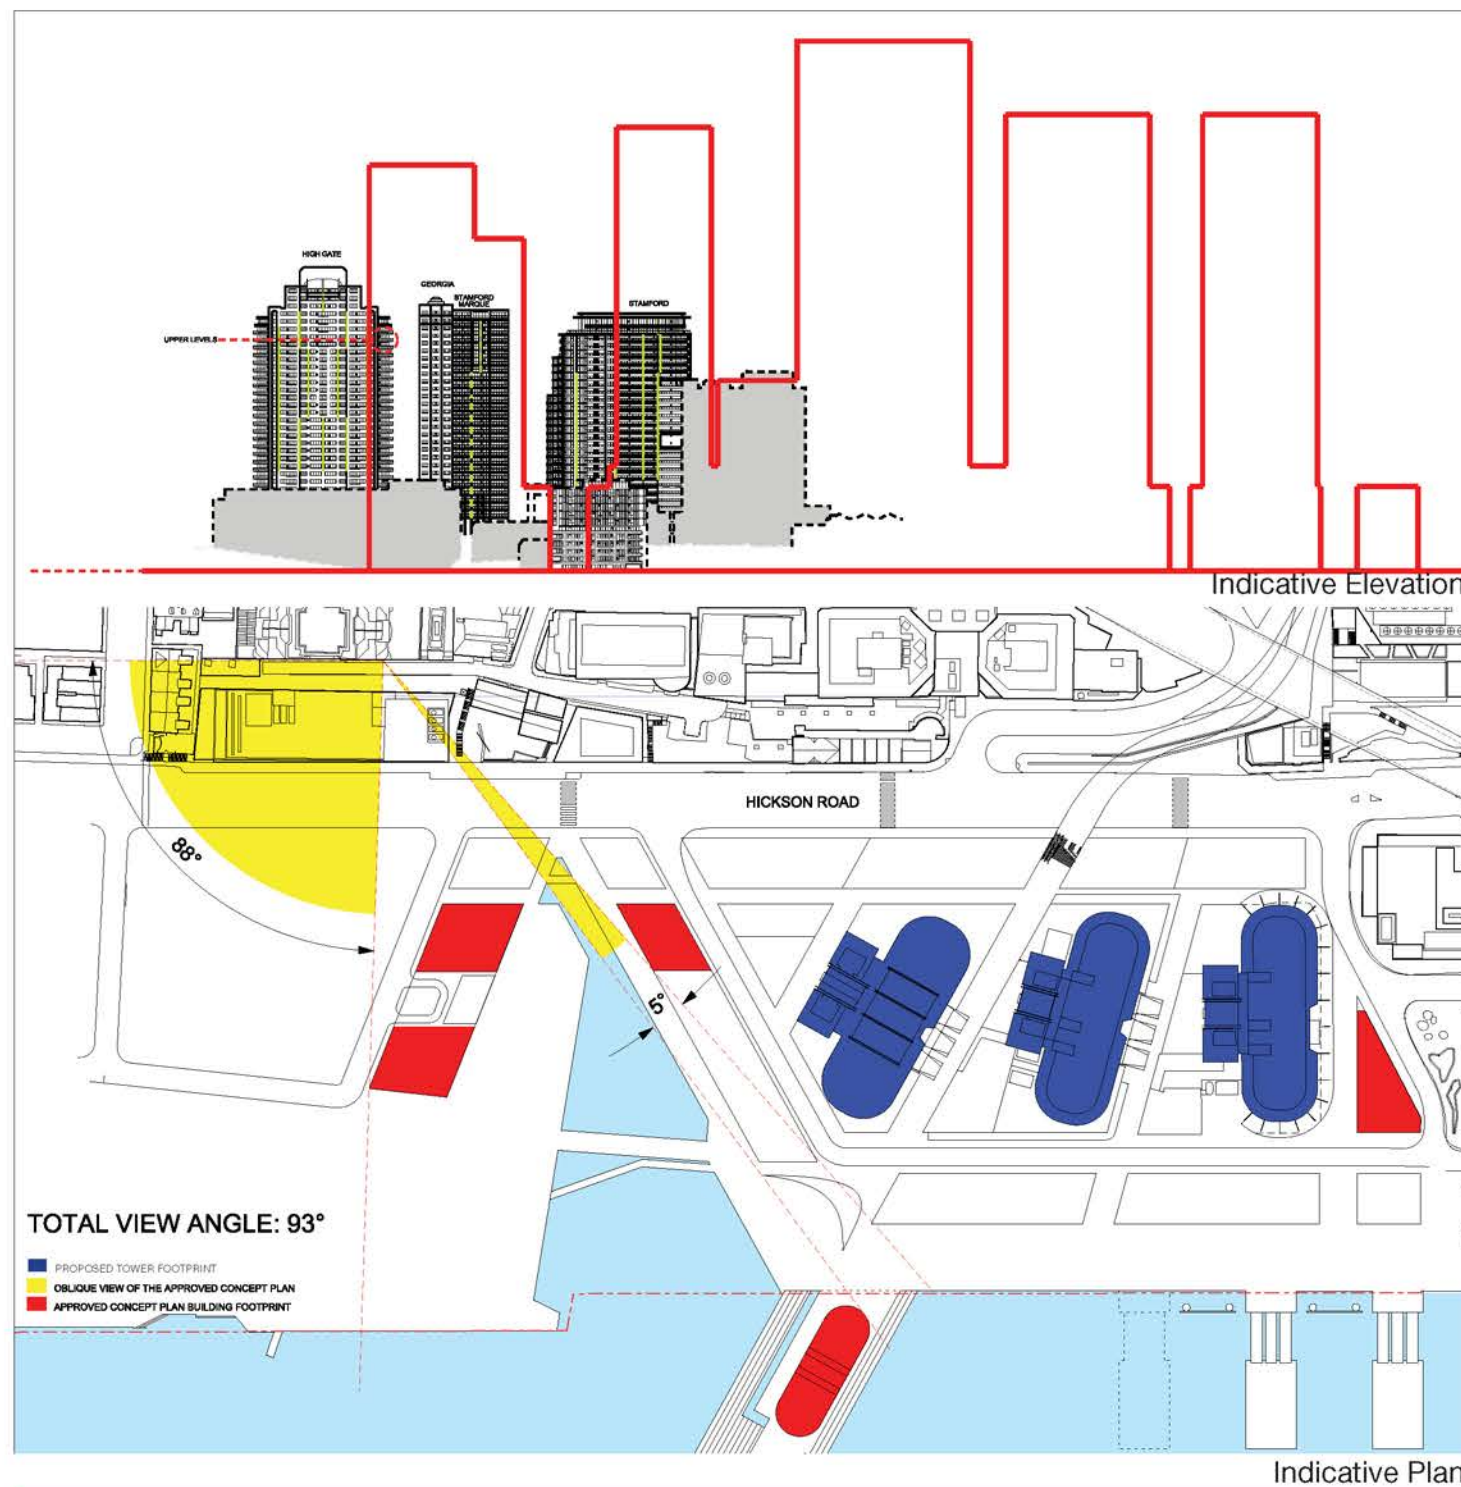 HIGH GATE
GEORGIA
STAMFORD
MARQUE
STAMFORD
UPPER LEVELS
Indicative Elevation
HICKSON ROAD
88°
5°
TOTAL VIEW ANGLE: 93°
PROPOSED TOWER FOOTPRINT
OBLIQUE VIEW OF THE APPROVED CONCEPT PLAN
APPROVED CONCEPT PLAN BUILDING FOOTPRINT
Indicative Plan